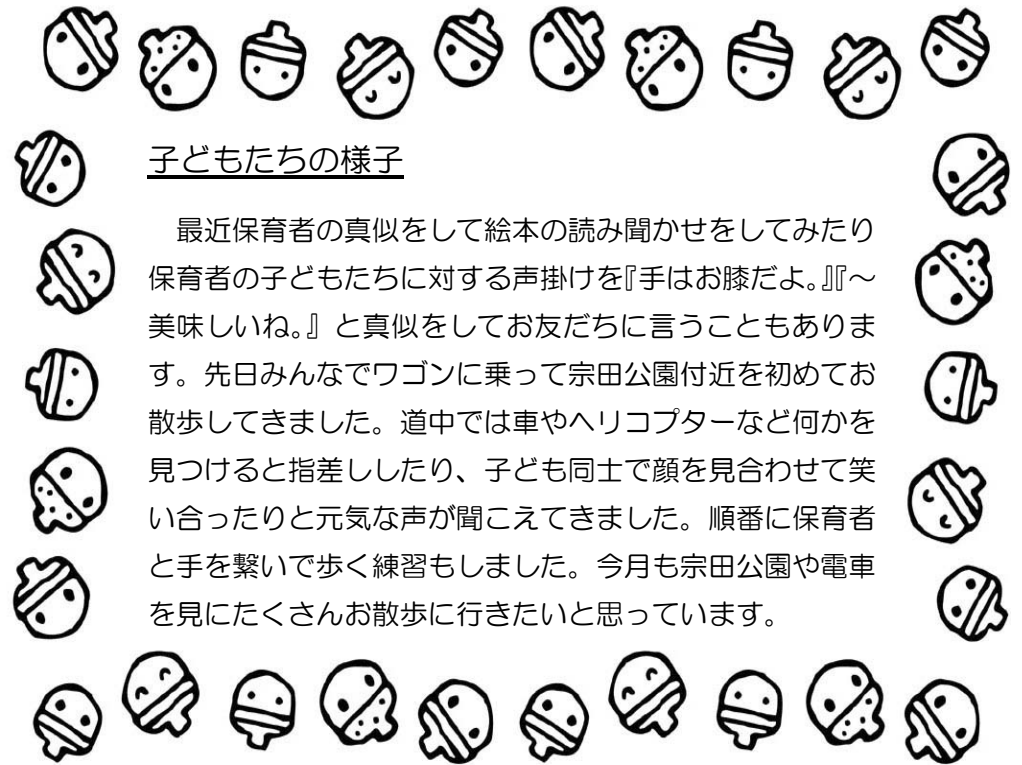 子どもたちの様子
最近保育者の真似をして絵本の読み聞かせをしてみたり
保育者の子どもたちに対する声掛けを『手はお膝だよ。』『～
美味しいね。』と真似をしてお友だちに言うこともありま
す。先日みんなでワゴンに乗って宗田公園付近を初めてお
散歩してきました。道中では車やヘリコプターなど何かを
見つけると指差ししたり、子ども同士で顔を見合わせて笑
い合ったりと元気な声が聞こえてきました。順番に保育者
と手を繋いで歩く練習もしました。今月も宗田公園や電車
を見にたくさんお散歩に行きたいと思っています。